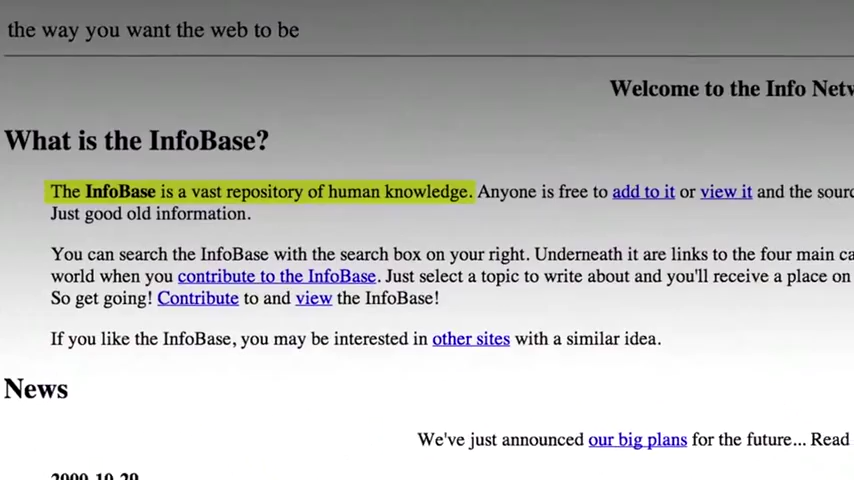 the way you want the web to be
Welcome to the Info
What is the InfoBase?
The InfoBase is a vast repository of human knowledge. Anyone is free to add to it or view it and the
Just good old information.
You can search the InfoBase with the search box on your right. Underneath it are links to the four main
world when you contribute to the InfoBase. Just select a topic to write about and you'll receive a place on
So get going! Contribute to and view the InfoBase!
If you like the InfoBase, you may be interested in other sites with a similar idea.
News
We've just announced our big plans for the future... Read